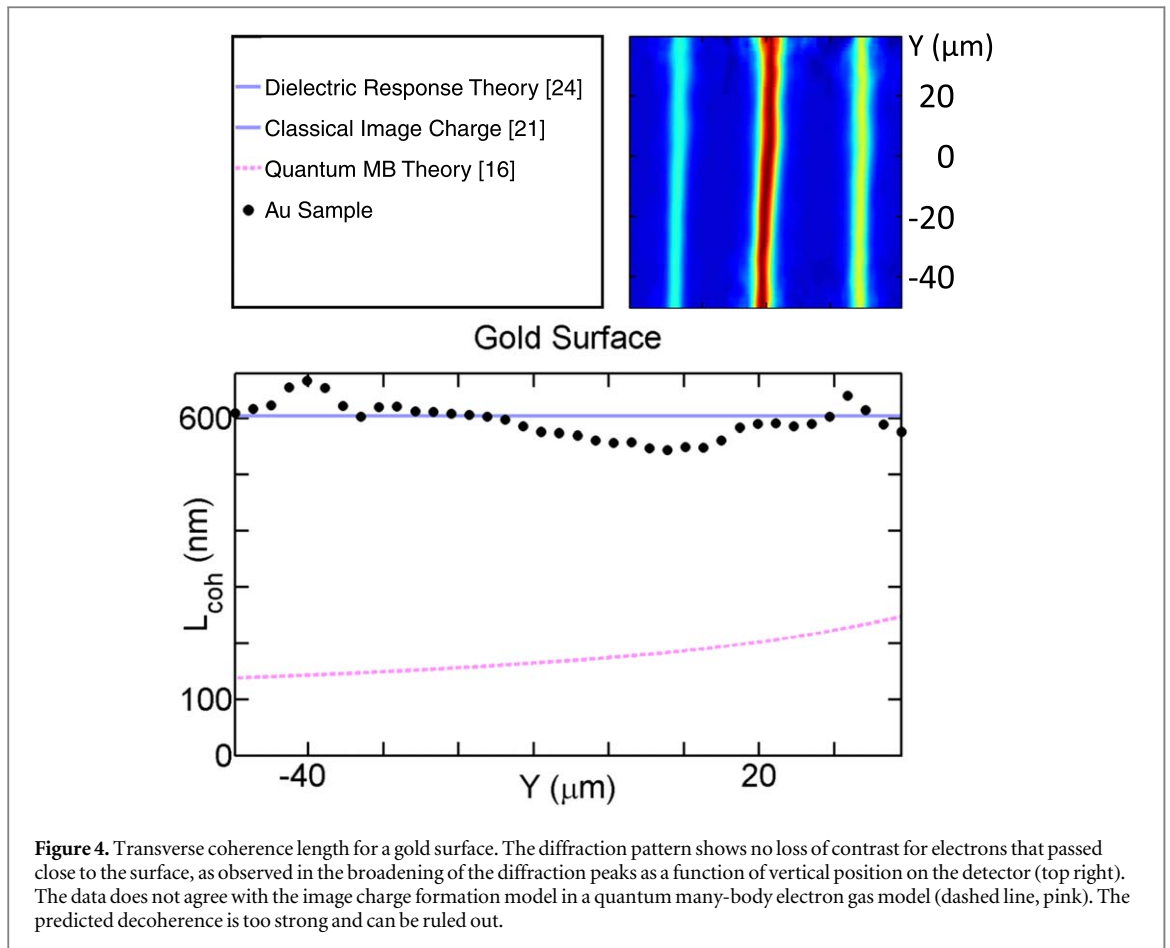 Dielectric Response Theory [24]
Classical Image Charge [21]
Quantum MB Theory [16]
Au Sample
Y (μm)
20
0
-20
-40
Gold Surface
600
100
0
L_coh (nm)
-40
20
Y (μm)
Figure 4. Transverse coherence length for a gold surface. The diffraction pattern shows no loss of contrast for electrons that passed
close to the surface, as observed in the broadening of the diffraction peaks as a function of vertical position on the detector (top right).
The data does not agree with the image charge formation model in a quantum many-body electron gas model (dashed line, pink). The
predicted decoherence is too strong and can be ruled out.